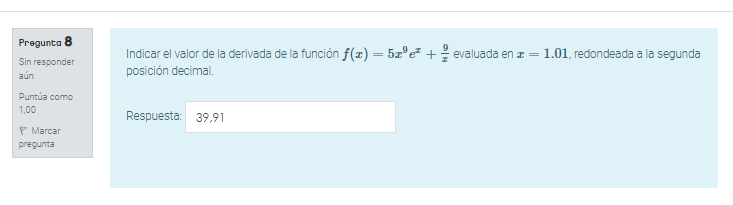 Pregunta 8
Sin responder
aún
Puntúa como
1,00
Marcar
pregunta
Indicar el valor de la derivada de la función f(x) = 5x⁹eˣ + 9/x evaluada en x = 1.01, redondeada a la segunda
posición decimal.
Respuesta: 39,91